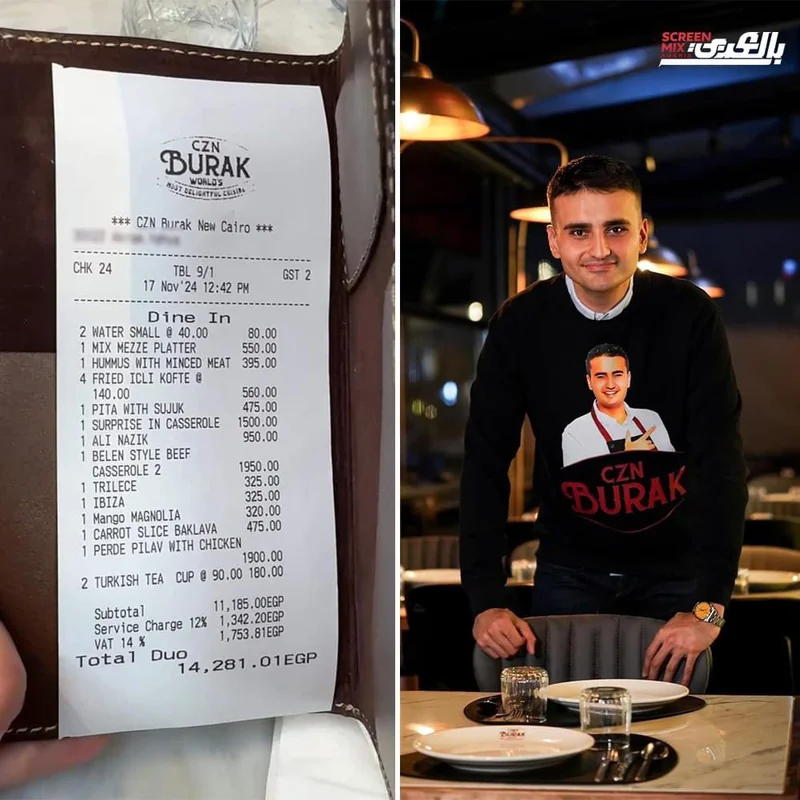 CZN
BURAK
WORLD'S
MOST DELIGHTFUL CUISINE
*** CZN Burak New Cairo ***
CHK 24 TBL 9/1 GST 2
17 Nov'24 12:42 PM
Dine In
2 WATER SMALL @ 40.00 80.00
1 MIX MEZZE PLATTER 550.00
1 HUMMUS WITH MINCED MEAT 395.00
4 FRIED ICLI KOFTE @
140.00 560.00
1 PITA WITH SUJUK 475.00
1 SURPRISE IN CASSEROLE 1500.00
1 ALI NAZIK 950.00
1 BELEN STYLE BEEF
CASSEROLE 2 1950.00
1 TRILECE 325.00
1 IBIZA 325.00
1 Mango MAGNOLIA 320.00
1 CARROT SLICE BAKLAVA 475.00
1 PERDE PILAV WITH CHICKEN
1900.00
2 TURKISH TEA CUP @ 90.00 180.00
Subtotal 11,185.00EGP
Service Charge 12% 1,342.20EGP
VAT 14 % 1,753.81EGP
Total Duo
14,281.01EGP
SCREEN
MIX
بالعربي
CZN
BURAK
BURAK